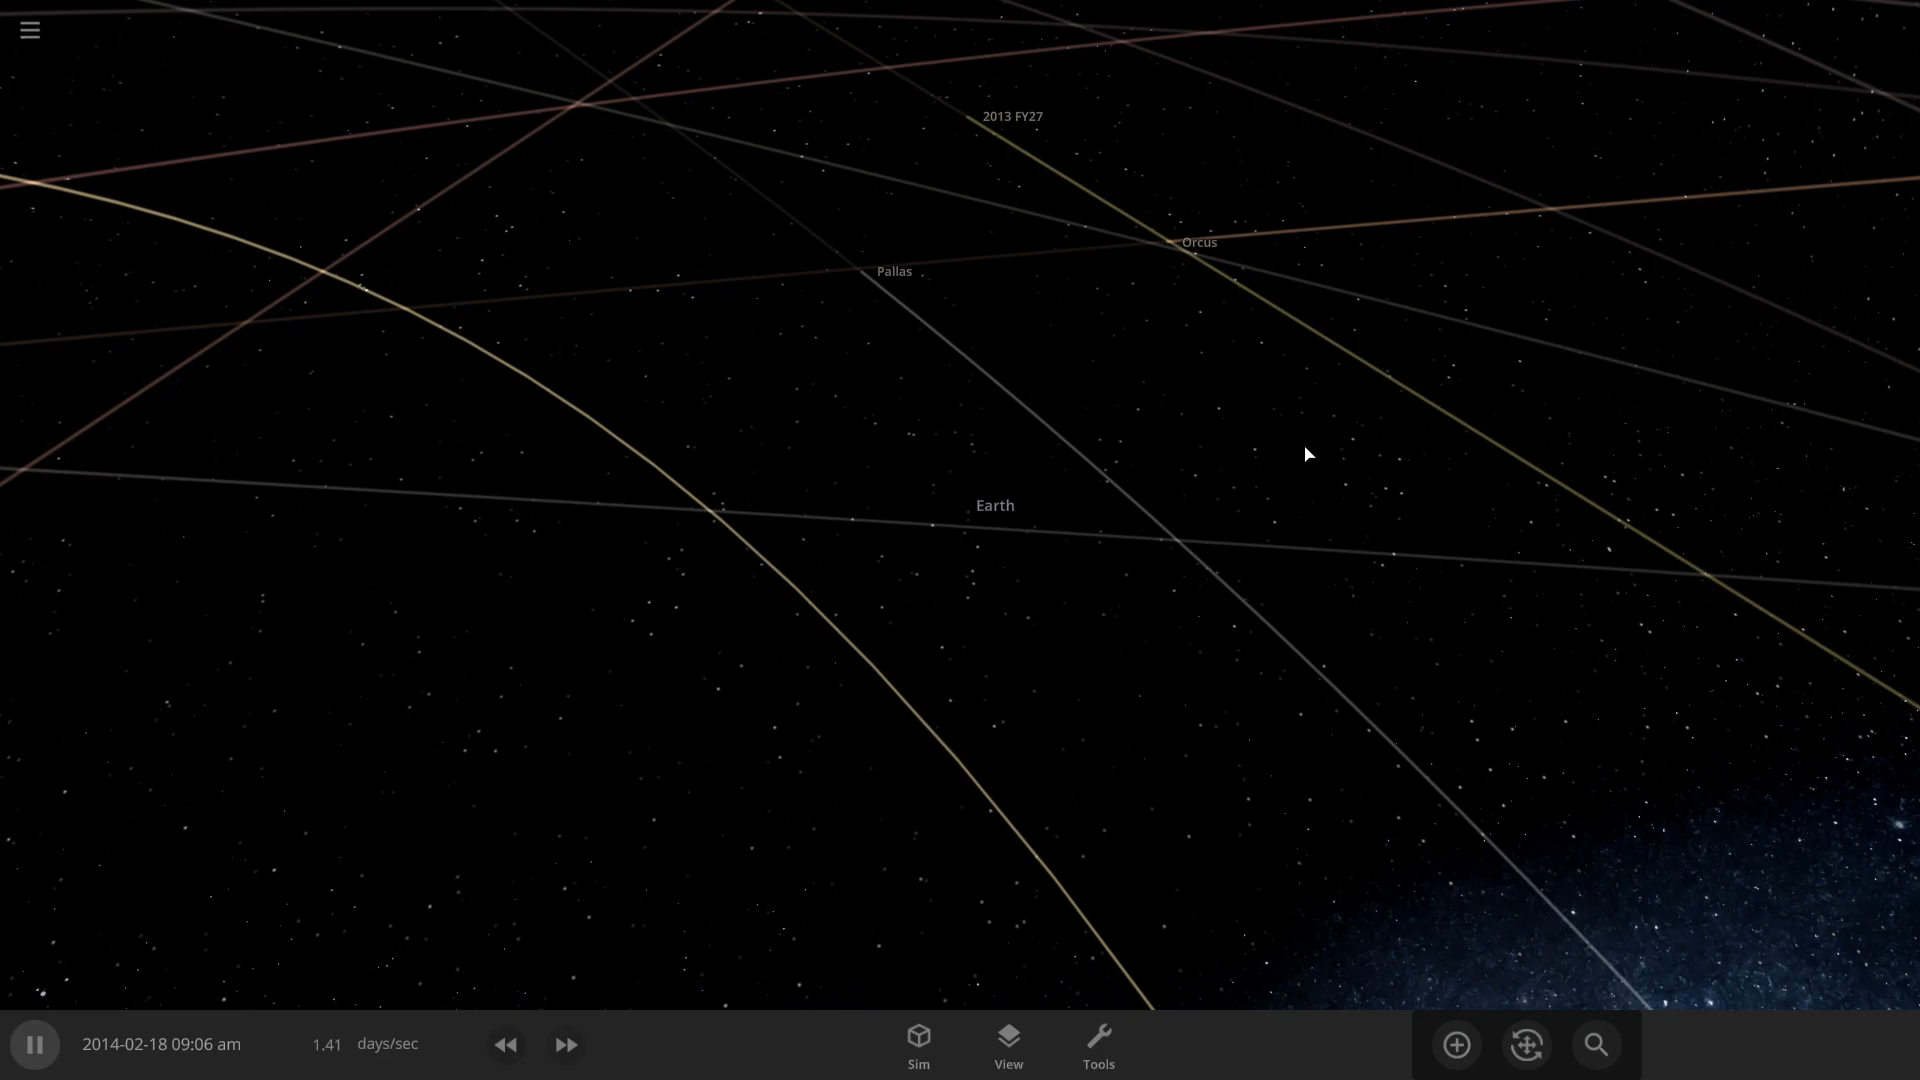 2013 FY27
Orcus
Pallas
Earth
2014-02-18 09:06 am
1.41 days/sec
Sim
View
Tools